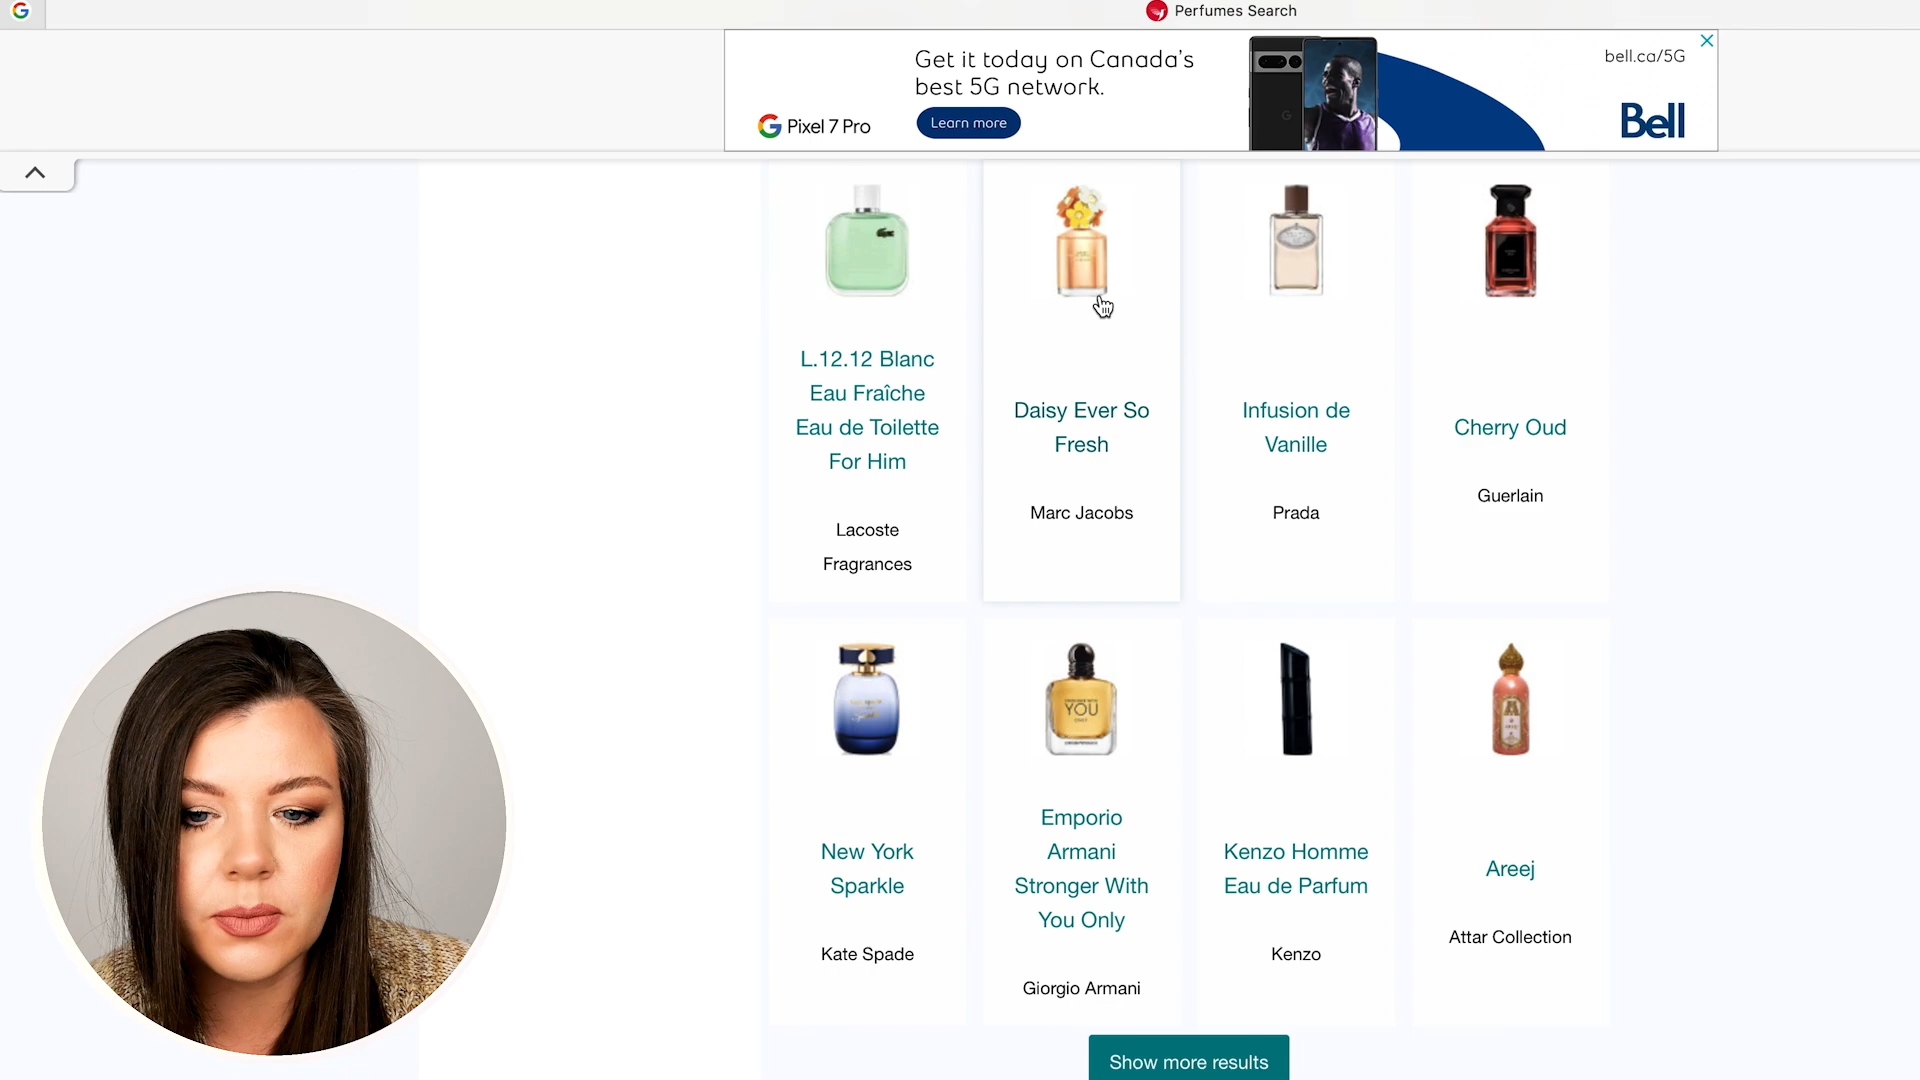 Perfumes Search
Get it today on Canada's
best 5G network.
Learn more
G Pixel 7 Pro
bell.ca/5G
Bell
L.12.12 Blanc
Eau Fraîche
Eau de Toilette
For Him
Lacoste
Fragrances
Daisy Ever So
Fresh
Marc Jacobs
Infusion de
Vanille
Prada
Cherry Oud
Guerlain
YOU
ONLY
New York
Sparkle
Kate Spade
Emporio
Armani
Stronger With
You Only
Giorgio Armani
Kenzo Homme
Eau de Parfum
Kenzo
Areej
Attar Collection
Show more results